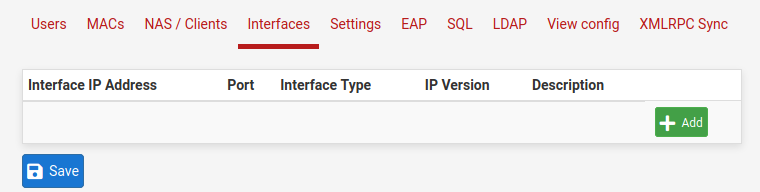 Users MACs NAS / Clients Interfaces Settings EAP SQL LDAP View config XMLRPC Sync
Interface IP Address Port Interface Type IP Version Description
Add
Save